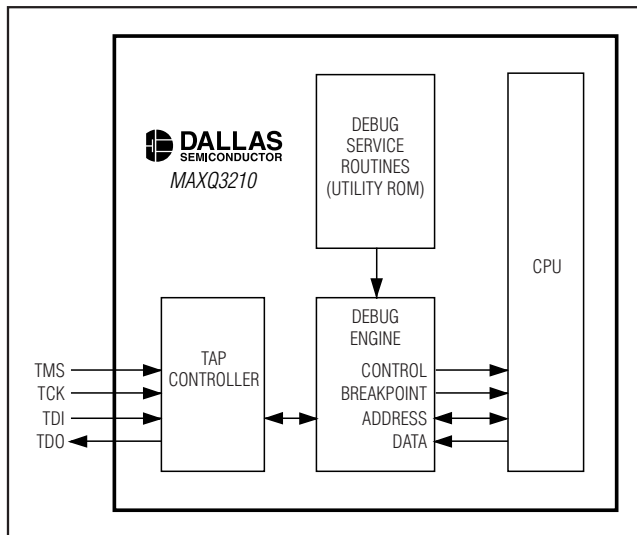 DALLAS
SEMICONDUCTOR
MAXQ3210
DEBUG
SERVICE
ROUTINES
(UTILITY ROM)
CPU
TAP
CONTROLLER
DEBUG
ENGINE
CONTROL
BREAKPOINT
ADDRESS
DATA
TMS
TCK
TDI
TDO